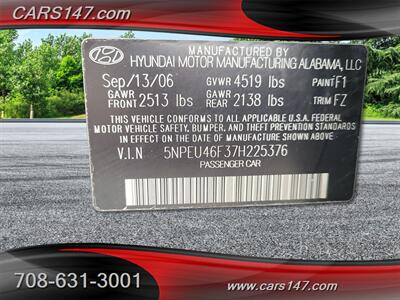 CARS147.com
MANUFACTURED BY
HYUNDAI MOTOR MANUFACTURING ALABAMA, LLC
Sep/13/06 GVWR 4519 lbs PAINT F1
GAWR FRONT 2513 lbs GAWR REAR 2138 lbs TRIM FZ
THIS VEHICLE CONFORMS TO ALL APPLICABLE U.S.A. FEDERAL
MOTOR VEHICLE SAFETY, BUMPER, AND THEFT PREVENTION STANDARDS
IN EFFECT ON THE DATE OF MANUFACTURE SHOWN ABOVE.
V.I.N 5NPEU46F37H225376
PASSENGER CAR
708-631-3001 www.cars147.com